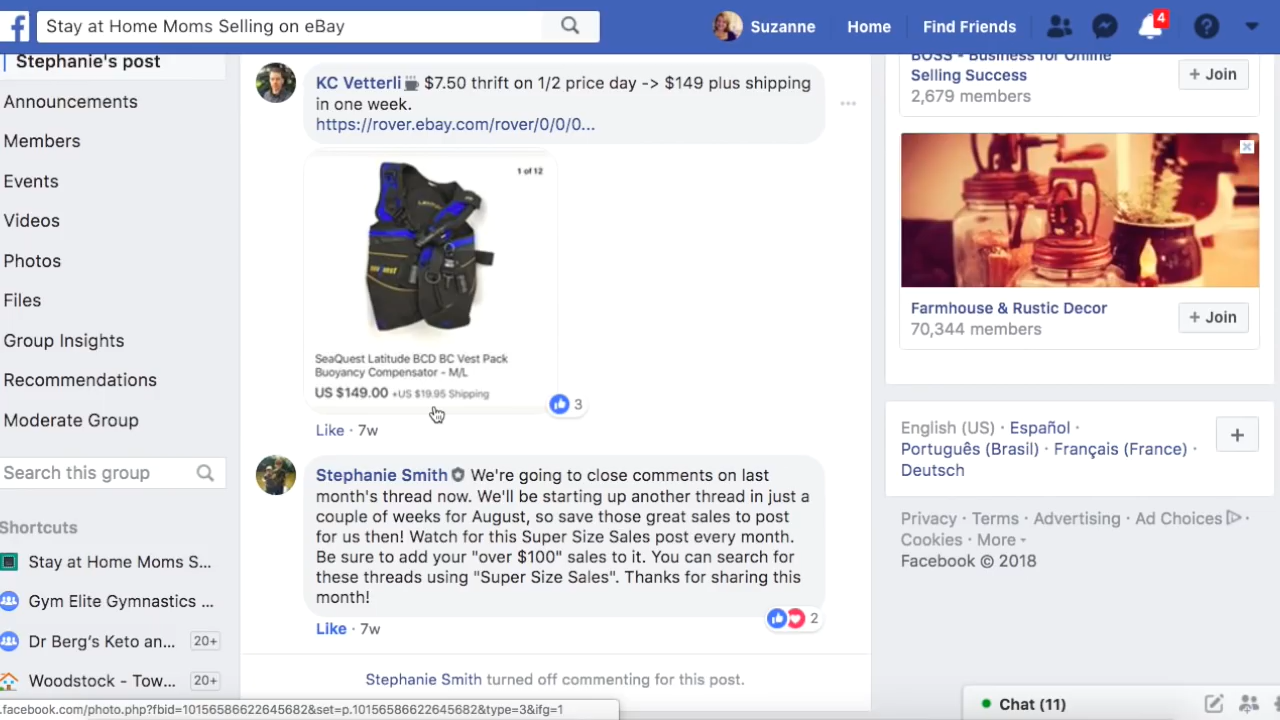 Stay at Home Moms Selling on eBay
Suzanne
Home
Find Friends
4
Stephanie's post
Announcements
Members
Events
Videos
Photos
Files
Group Insights
Recommendations
Moderate Group
Search this group
Shortcuts
Stay at Home Moms S...
Gym Elite Gymnastics ...
Dr Berg's Keto an... 20+
Woodstock - Tow... 20+
KC Vetterli $7.50 thrift on 1/2 price day -> $149 plus shipping
in one week.
https://rover.ebay.com/rover/0/0/0...
1 of 12
SeaQuest Latitude BCD BC Vest Pack
Buoyancy Compensator - M/L
US $149.00 +US $19.95 Shipping
3
Like · 7w
Stephanie Smith We're going to close comments on last
month's thread now. We'll be starting up another thread in just a
couple of weeks for August, so save those great sales to post
for us then! Watch for this Super Size Sales post every month.
Be sure to add your "over $100" sales to it. You can search for
these threads using "Super Size Sales". Thanks for sharing this
month!
2
Like · 7w
Stephanie Smith turned off commenting for this post.
BOSS - Business for Online
Selling Success
2,679 members
+ Join
Farmhouse & Rustic Decor
70,344 members
+ Join
English (US) · Español ·
Português (Brasil) · Français (France) ·
Deutsch
Privacy · Terms · Advertising · Ad Choices ·
Cookies · More
Facebook © 2018
Chat (11)
.facebook.com/photo.php?fbid=10156586622645682&set=p.10156586622645682&type=3&ifg=1